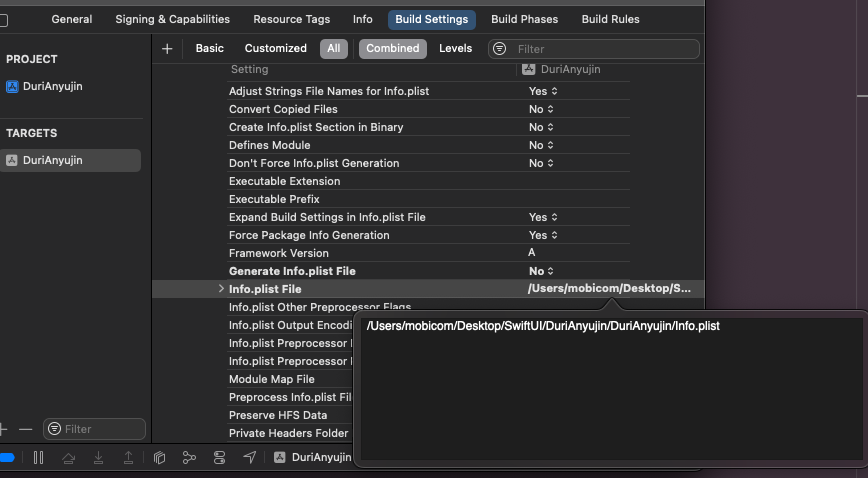 General Signing & Capabilities Resource Tags Info Build Settings Build Phases Build Rules
Basic Customized All Combined Levels Filter
PROJECT
DuriAnyujin
TARGETS
DuriAnyujin
Setting DuriAnyujin
Adjust Strings File Names for Info.plist Yes
Convert Copied Files No
Create Info.plist Section in Binary No
Defines Module No
Don't Force Info.plist Generation No
Executable Extension
Executable Prefix
Expand Build Settings in Info.plist File Yes
Force Package Info Generation Yes
Framework Version A
Generate Info.plist File No
Info.plist File /Users/mobicom/Desktop/S...
Info.plist Other Preprocessor Flags
Info.plist Output Encodi
/Users/mobicom/Desktop/SwiftUI/DuriAnyujin/DuriAnyujin/Info.plist
Info.plist Preprocessor
Info.plist Preprocessor
Module Map File
Preprocess Info.plist Fil
Preserve HFS Data
Private Headers Folder
Filter
DuriAnyujin